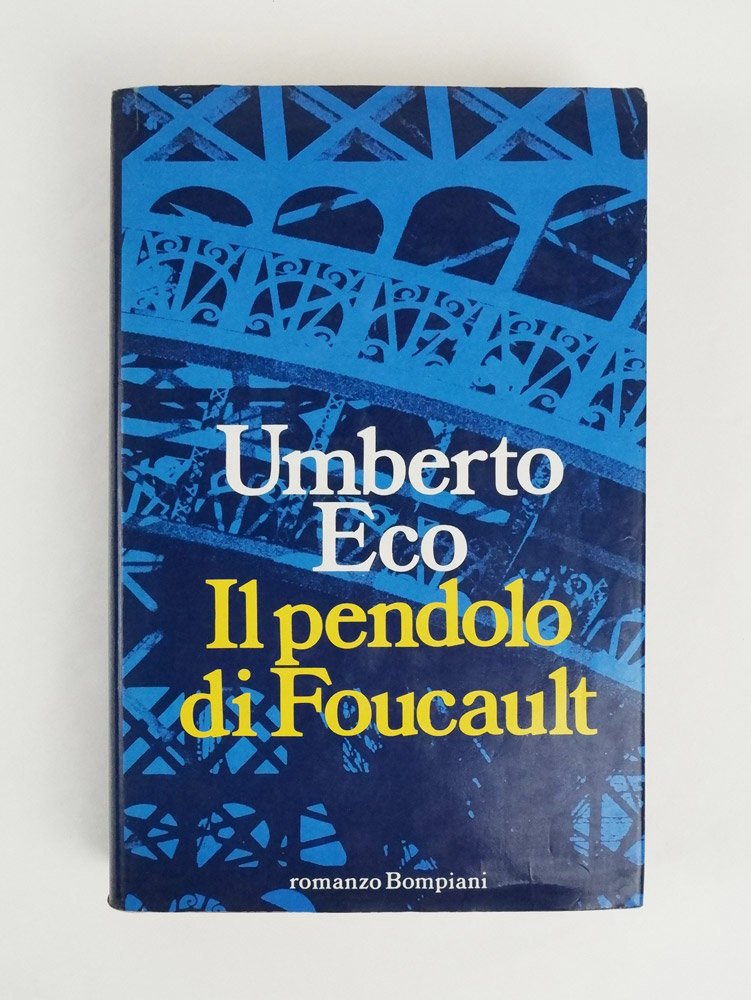 Umberto
Eco
Il pendolo
di Foucault
romanzo Bompiani